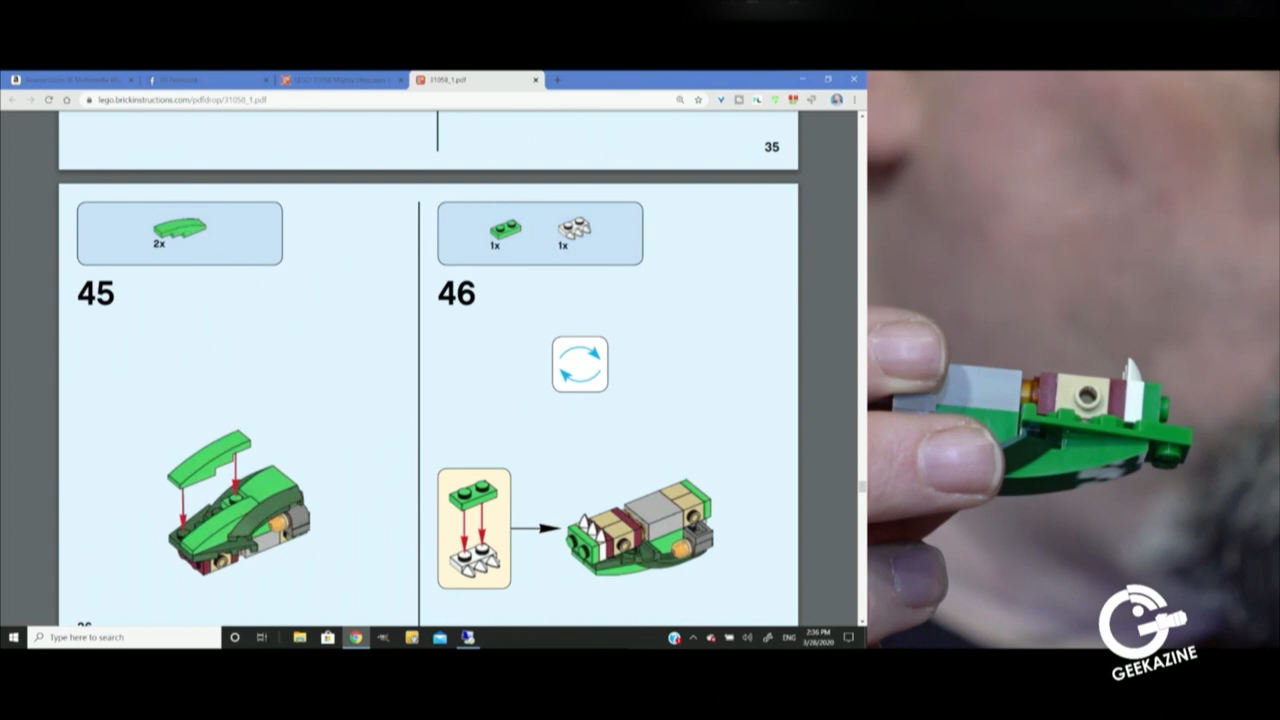 31058_1.pdf
lego.brickinstructions.com/pdfdrop/31058_1.pdf
35
2x
1x
1x
45
46
Type here to search
ENG
2:36 PM
3/28/2020
GEEKAZINE